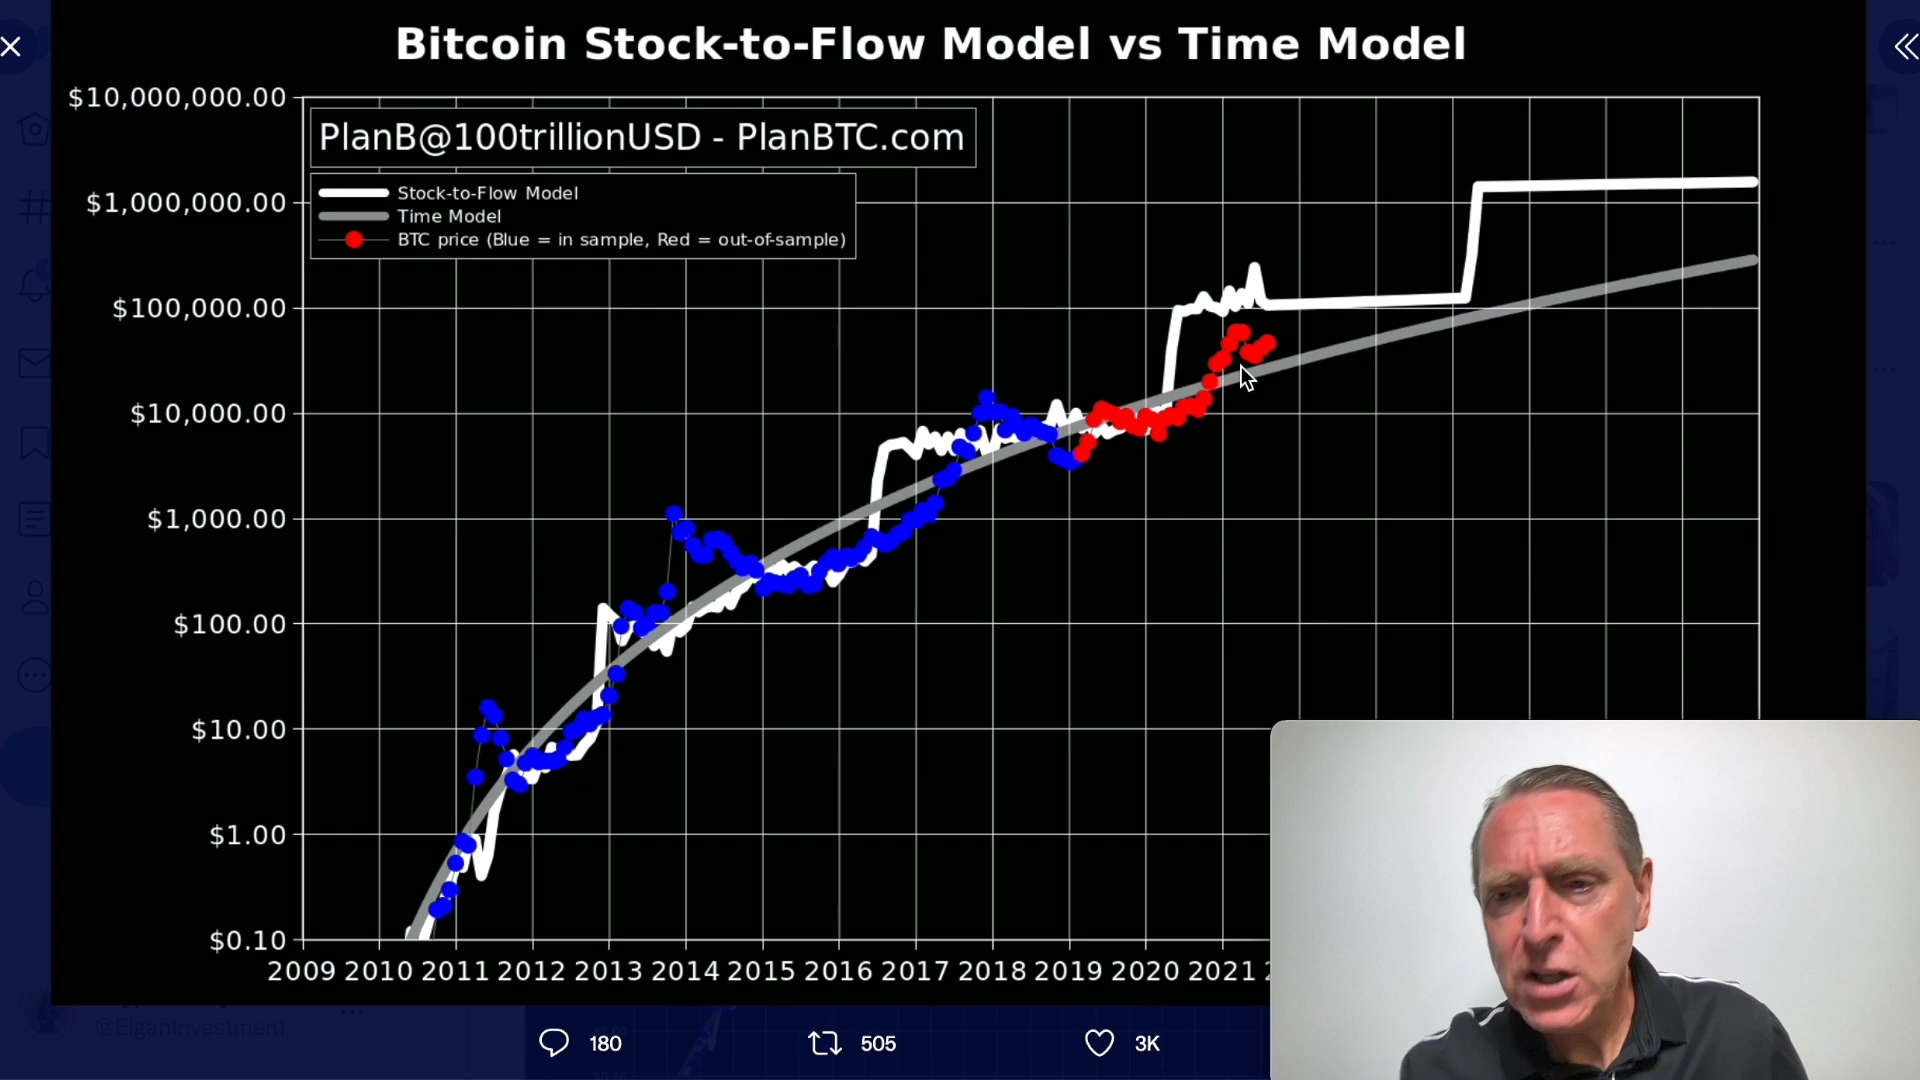 Bitcoin Stock-to-Flow Model vs Time Model
$10,000,000.00
PlanB@100trillionUSD - PlanBTC.com
Stock-to-Flow Model
$1,000,000.00
Time Model
BTC price (Blue = in sample, Red = out-of-sample)
$100,000.00
$10,000.00
$1,000.00
$100.00
$10.00
$1.00
$0.10
2009 2010 2011 2012 2013 2014 2015 2016 2017 2018 2019 2020 2021
@ElganInvestment
180 505 3K